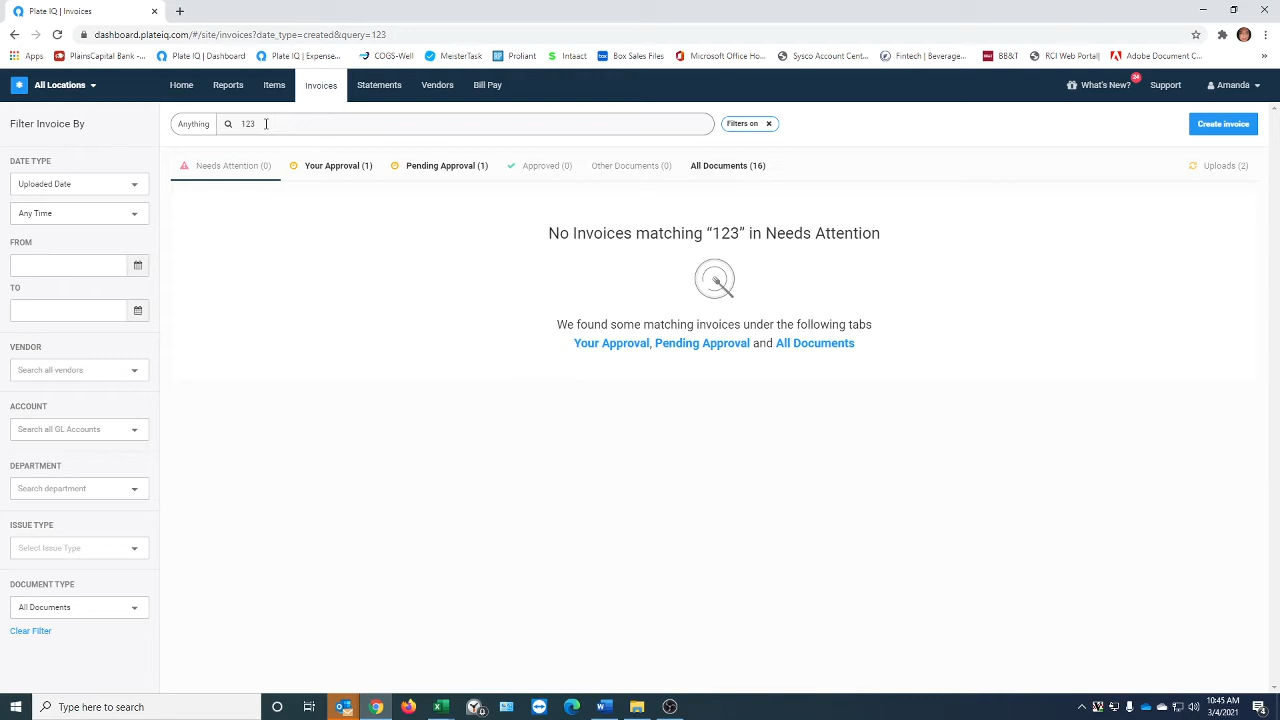 Plate IQ | Invoices
dashboard.plateiq.com/#/site/invoices?date_type=created&query=123
Apps PlainsCapital Bank -... Plate IQ | Dashboard Plate IQ | Expense... COGS-Well MeisterTask Proliant Intaact Box Sales Files Microsoft Office Ho... Sysco Account Cent... Fintech | Beverage... BB&T RCI Web Portal Adobe Document C...
All Locations Home Reports Items Invoices Statements Vendors Bill Pay What's New? 24 Support Amanda
Filter Invoice By
Anything 123 Filters on × Create invoice
DATE TYPE
Needs Attention (0) Your Approval (1) Pending Approval (1) Approved (0) Other Documents (0) All Documents (16) Uploads (2)
Uploaded Date
Any Time
No Invoices matching “123” in Needs Attention
FROM
TO
We found some matching invoices under the following tabs
Your Approval, Pending Approval and All Documents
VENDOR
Search all vendors
ACCOUNT
Search all GL Accounts
DEPARTMENT
Search department
ISSUE TYPE
Select Issue Type
DOCUMENT TYPE
All Documents
Clear Filter
Type here to search
10:45 AM
3/4/2021